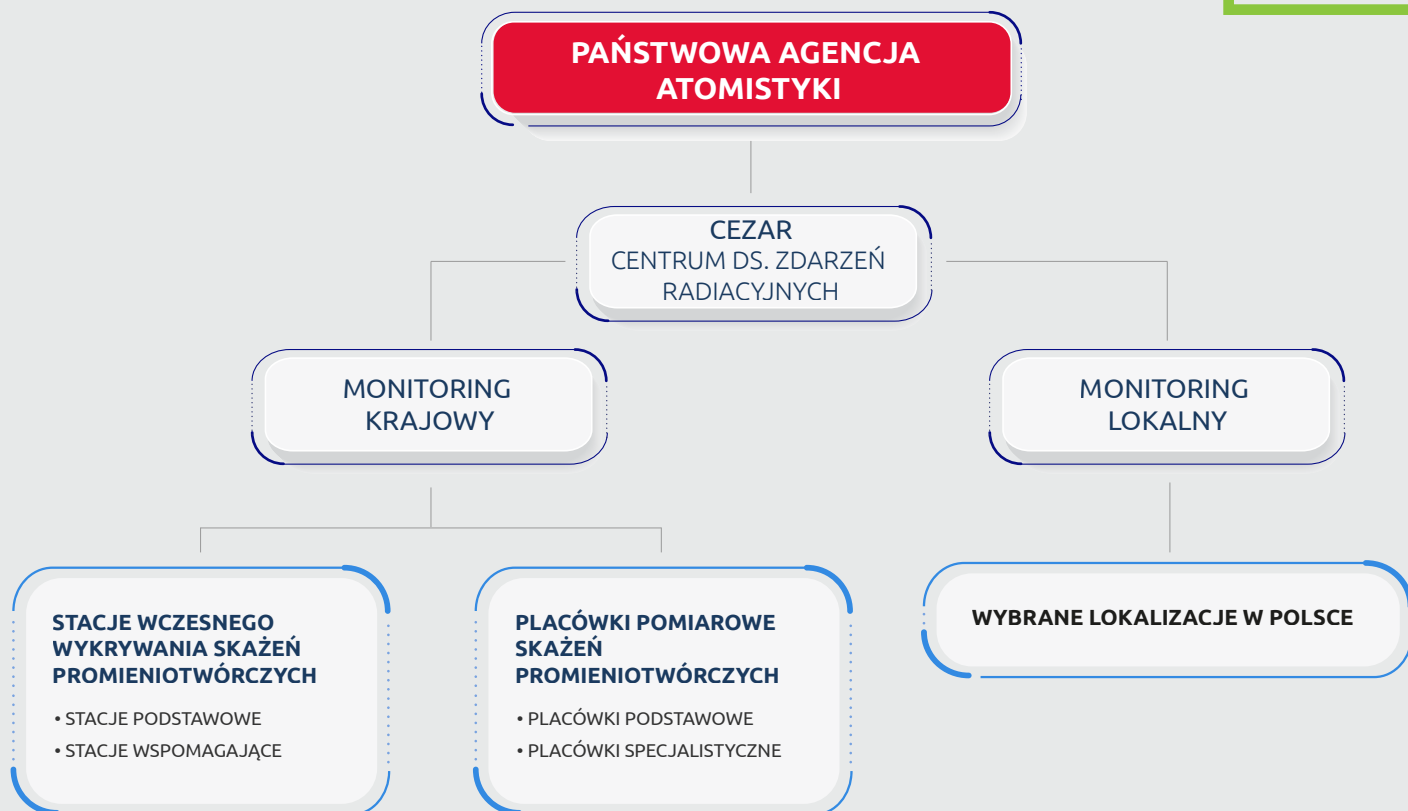 PAŃSTWOWA AGENCJA
ATOMISTYKI
CEZAR
CENTRUM DS. ZDARZEŃ
RADIACYJNYCH
MONITORING
KRAJOWY
MONITORING
LOKALNY
STACJE WCZESNEGO
WYKRYWANIA SKAŻEŃ
PROMIENIOTWÓRCZYCH
• STACJE PODSTAWOWE
• STACJE WSPOMAGAJĄCE
PLACÓWKI POMIAROWE
SKAŻEŃ
PROMIENIOTWÓRCZYCH
• PLACÓWKI PODSTAWOWE
• PLACÓWKI SPECJALISTYCZNE
WYBRANE LOKALIZACJE W POLSCE